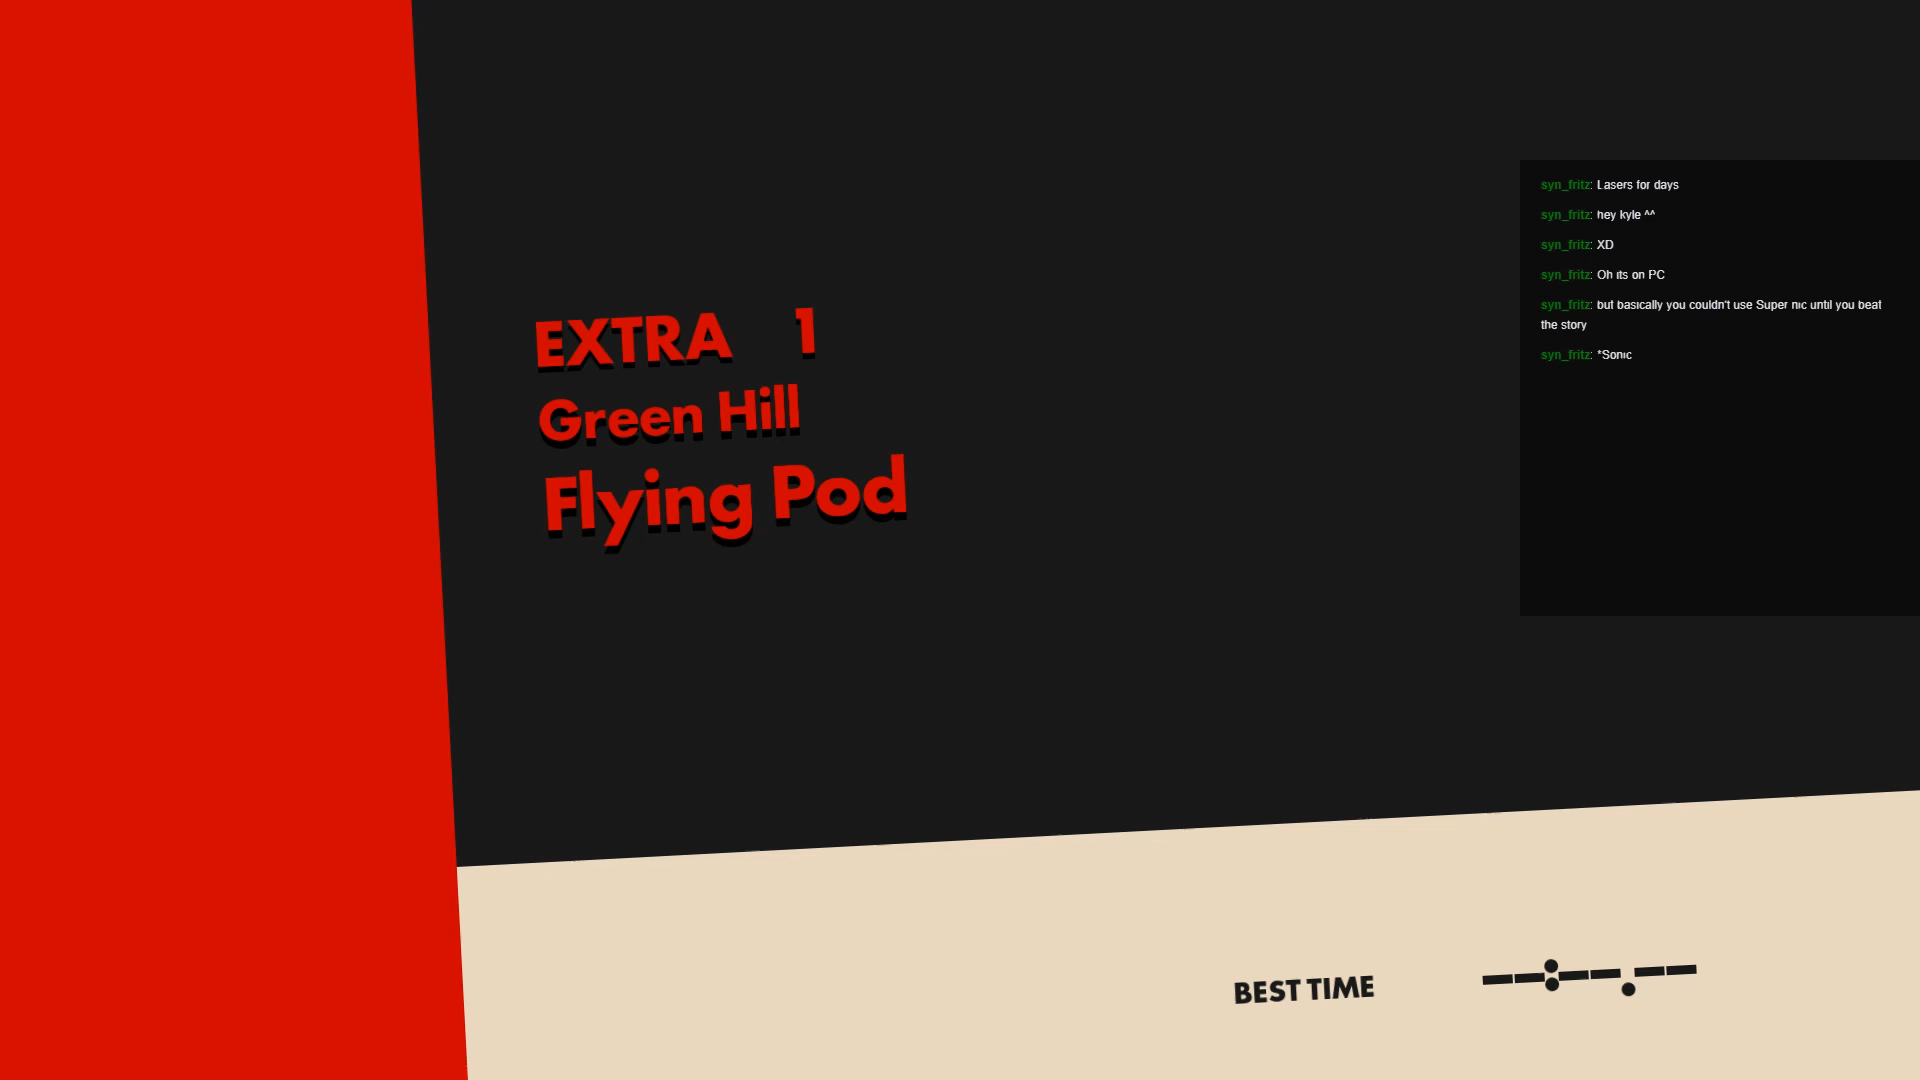 EXTRA 1
Green Hill
Flying Pod
syn_fritz: Lasers for days
syn_fritz: hey kyle ^^
syn_fritz: XD
syn_fritz: Oh its on PC
syn_fritz: but basically you couldn't use Super nic until you beat
the story
syn_fritz: *Sonic
BEST TIME --:--.--